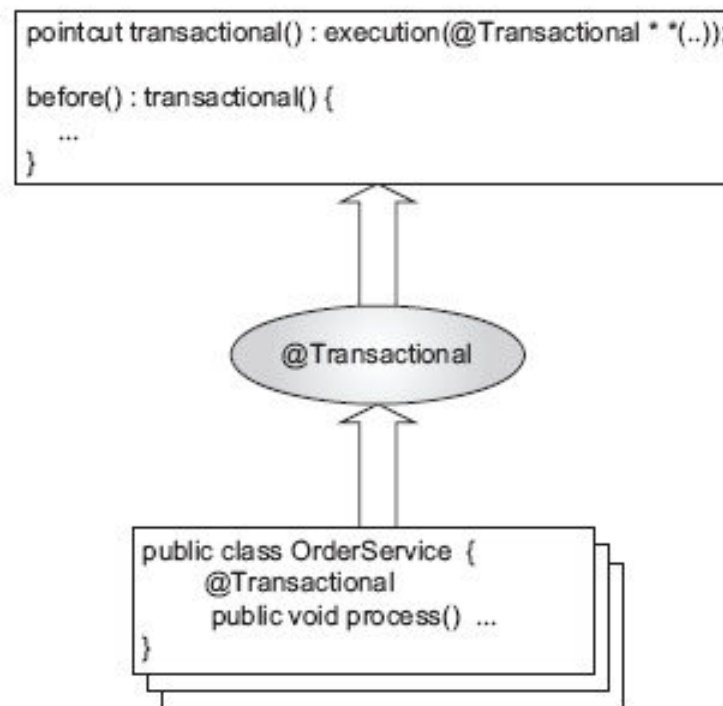 pointcut transactional() : execution(@Transactional * *(..));
before() : transactional() {
...
}
@Transactional
public class OrderService {
@Transactional
public void process() ...
}